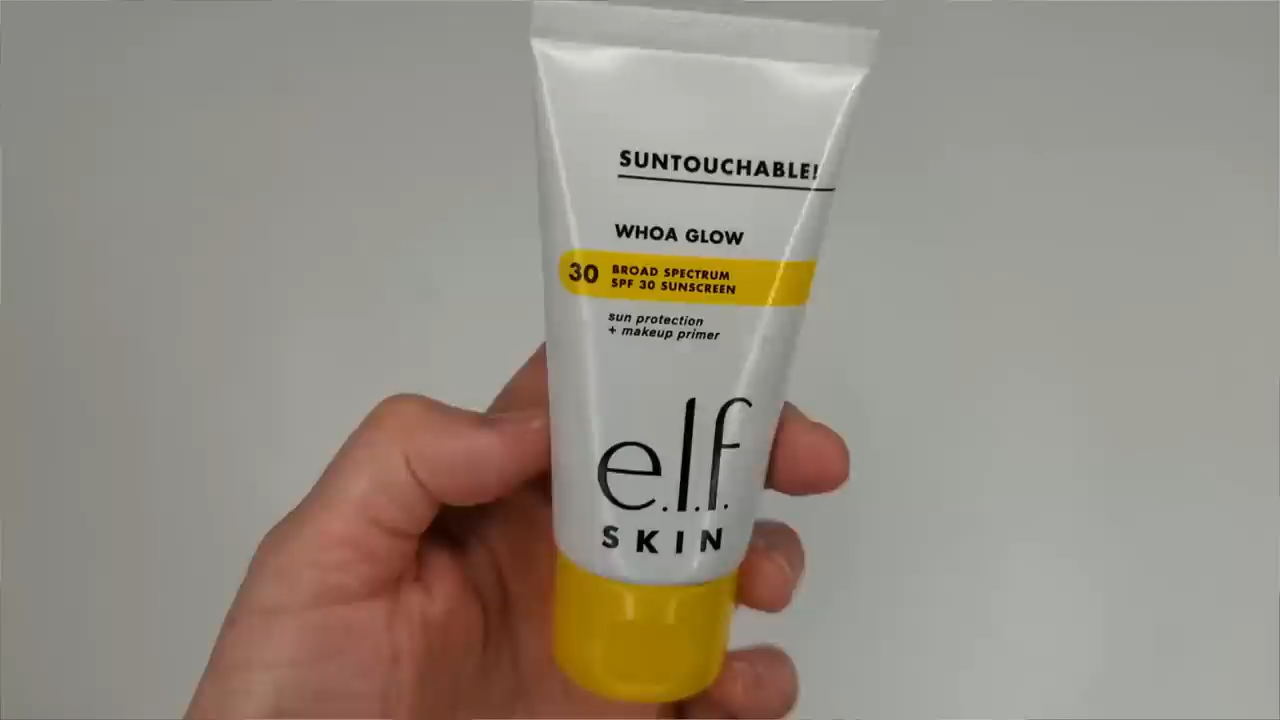 SUNTOUCHABLE!
WHOA GLOW
30
BROAD SPECTRUM
SPF 30 SUNSCREEN
sun protection
+ makeup primer
e.l.f.
SKIN